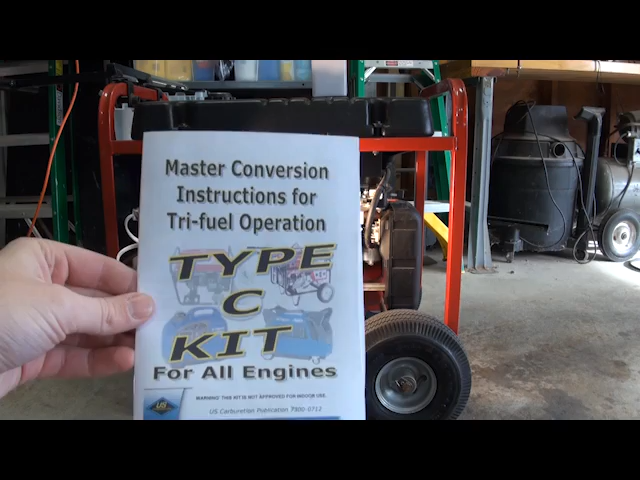 Master Conversion
Instructions for
Tri-fuel Operation
TYPE
C
KIT
For All Engines
WARNING! THIS KIT IS NOT APPROVED FOR INDOOR USE.
US Carburetion Publication 7800-0712